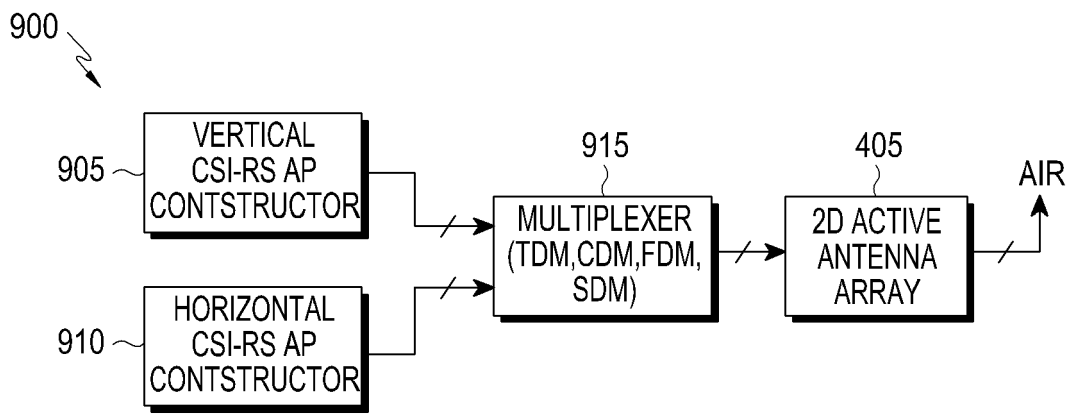 900
905
VERTICAL
CSI-RS AP
CONTSTRUCTOR
910
HORIZONTAL
CSI-RS AP
CONTSTRUCTOR
915
MULTIPLEXER
(TDM,CDM,FDM,
SDM)
405
2D ACTIVE
ANTENNA
ARRAY
AIR